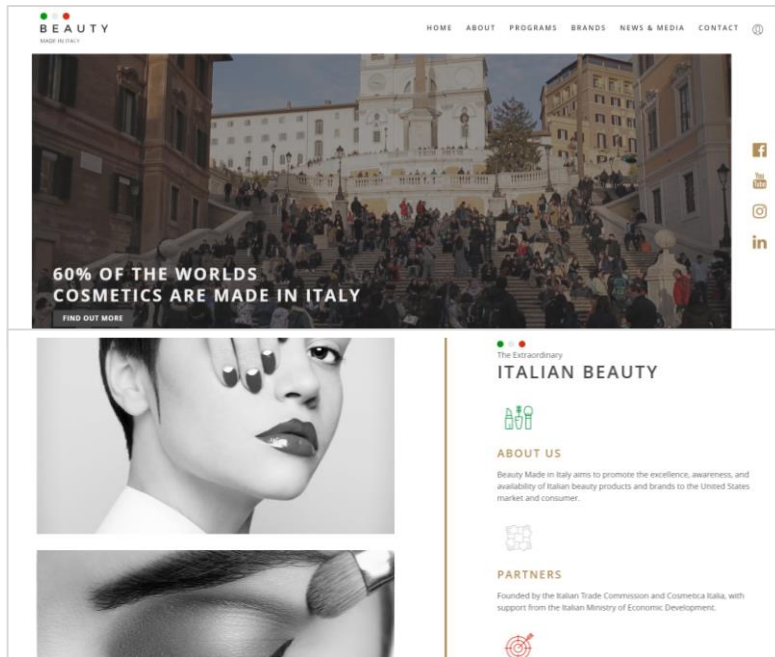 BEAUTY
MADE IN ITALY
HOME ABOUT PROGRAMS BRANDS NEWS & MEDIA CONTACT
You
Tube
in
60% OF THE WORLDS
COSMETICS ARE MADE IN ITALY
FIND OUT MORE
The Extraordinary
ITALIAN BEAUTY
ABOUT US
Beauty Made in Italy aims to promote the excellence, awareness, and
availability of Italian beauty products and brands to the United States
market and consumer.
PARTNERS
Founded by the Italian Trade Commission and Cosmetica Italia, with
support from the Italian Ministry of Economic Development.